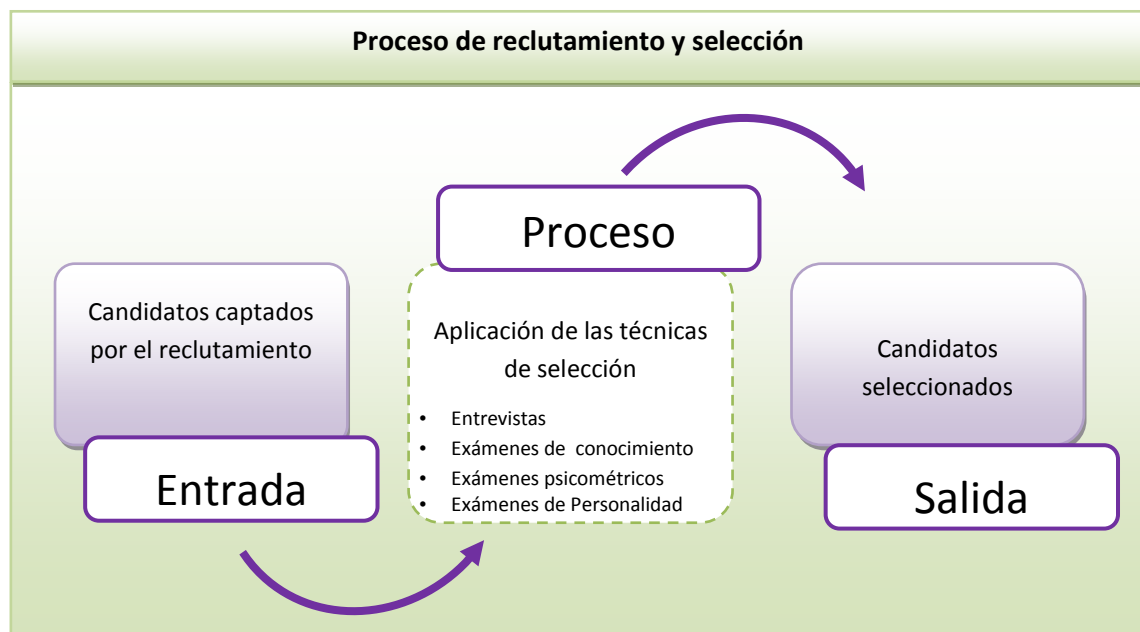 Proceso de reclutamiento y selección
Candidatos captados
por el reclutamiento
Entrada
Proceso
Aplicación de las técnicas
de selección
• Entrevistas
• Exámenes de conocimiento
• Exámenes psicométricos
• Exámenes de Personalidad
Candidatos
seleccionados
Salida